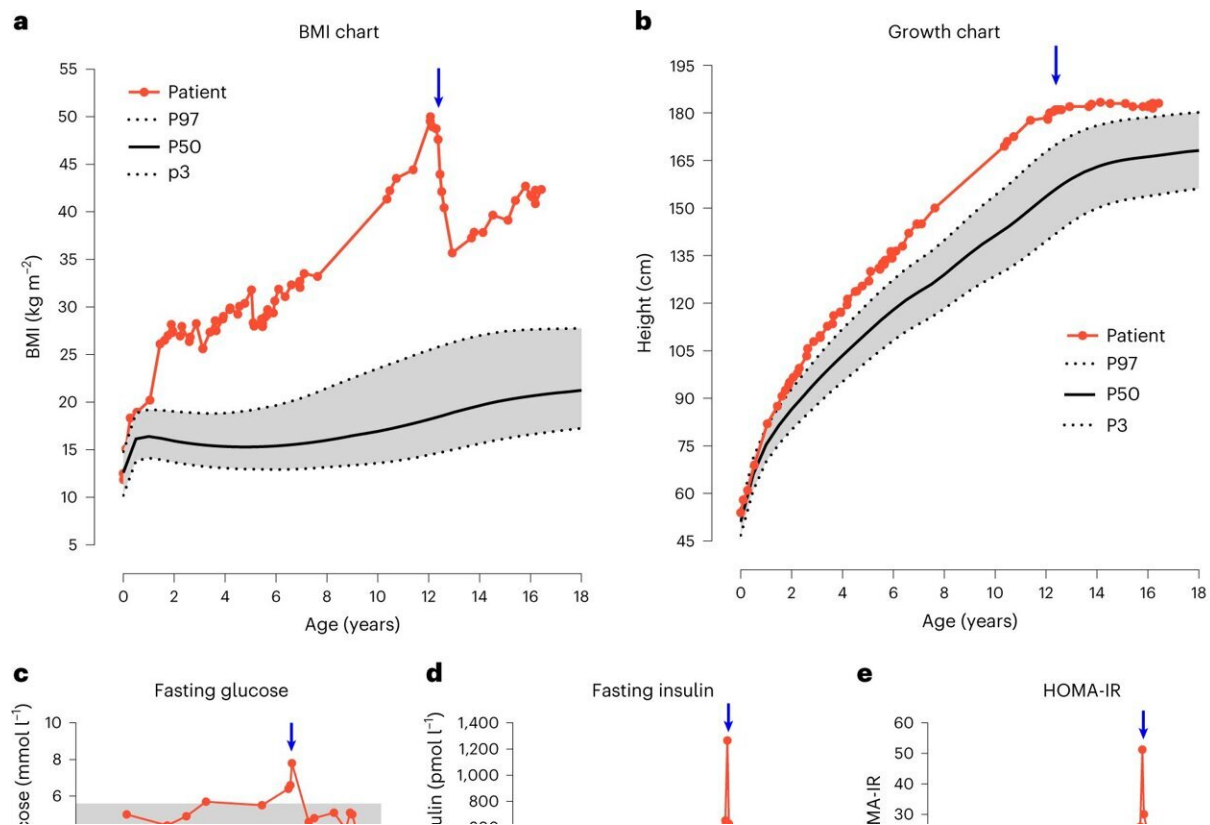 a
BMI chart
55
50
45
40
35
30
25
20
15
10
5
BMI (kg m⁻²)
Patient
P97
P50
p3
0 2 4 6 8 10 12 14 16 18
Age (years)
b
Growth chart
195
180
165
150
135
120
105
90
75
60
45
Height (cm)
Patient
P97
P50
P3
0 2 4 6 8 10 12 14 16 18
Age (years)
c
Fasting glucose
(mmol l⁻¹)
10
8
6
d
Fasting insulin
(pmol l⁻¹)
1,400
1,200
1,000
800
e
HOMA-IR
60
50
40
30